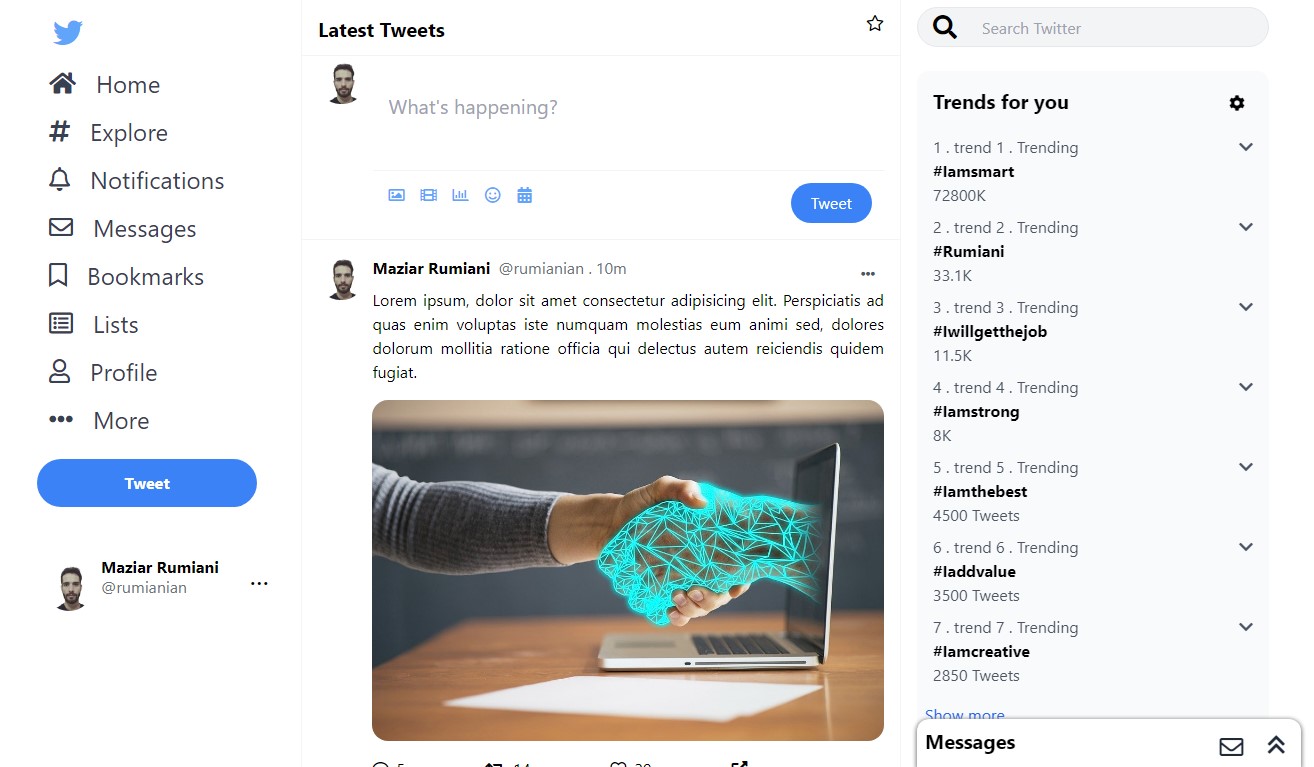 Home
Explore
Notifications
Messages
Bookmarks
Lists
Profile
More
Tweet
Maziar Rumiani
@rumianian
Latest Tweets
What's happening?
Tweet
Maziar Rumiani @rumianian . 10m
Lorem ipsum, dolor sit amet consectetur adipisicing elit. Perspiciatis ad
quas enim voluptas iste numquam molestias eum animi sed, dolores
dolorum mollitia ratione officia qui delectus autem reiciendis quidem
fugiat.
Search Twitter
Trends for you
1 . trend 1 . Trending
#Iamsmart
72800K
2 . trend 2 . Trending
#Rumiani
33.1K
3 . trend 3 . Trending
#Iwillgetthejob
11.5K
4 . trend 4 . Trending
#Iamstrong
8K
5 . trend 5 . Trending
#Iamthebest
4500 Tweets
6 . trend 6 . Trending
#Iaddvalue
3500 Tweets
7 . trend 7 . Trending
#Iamcreative
2850 Tweets
Show more
Messages